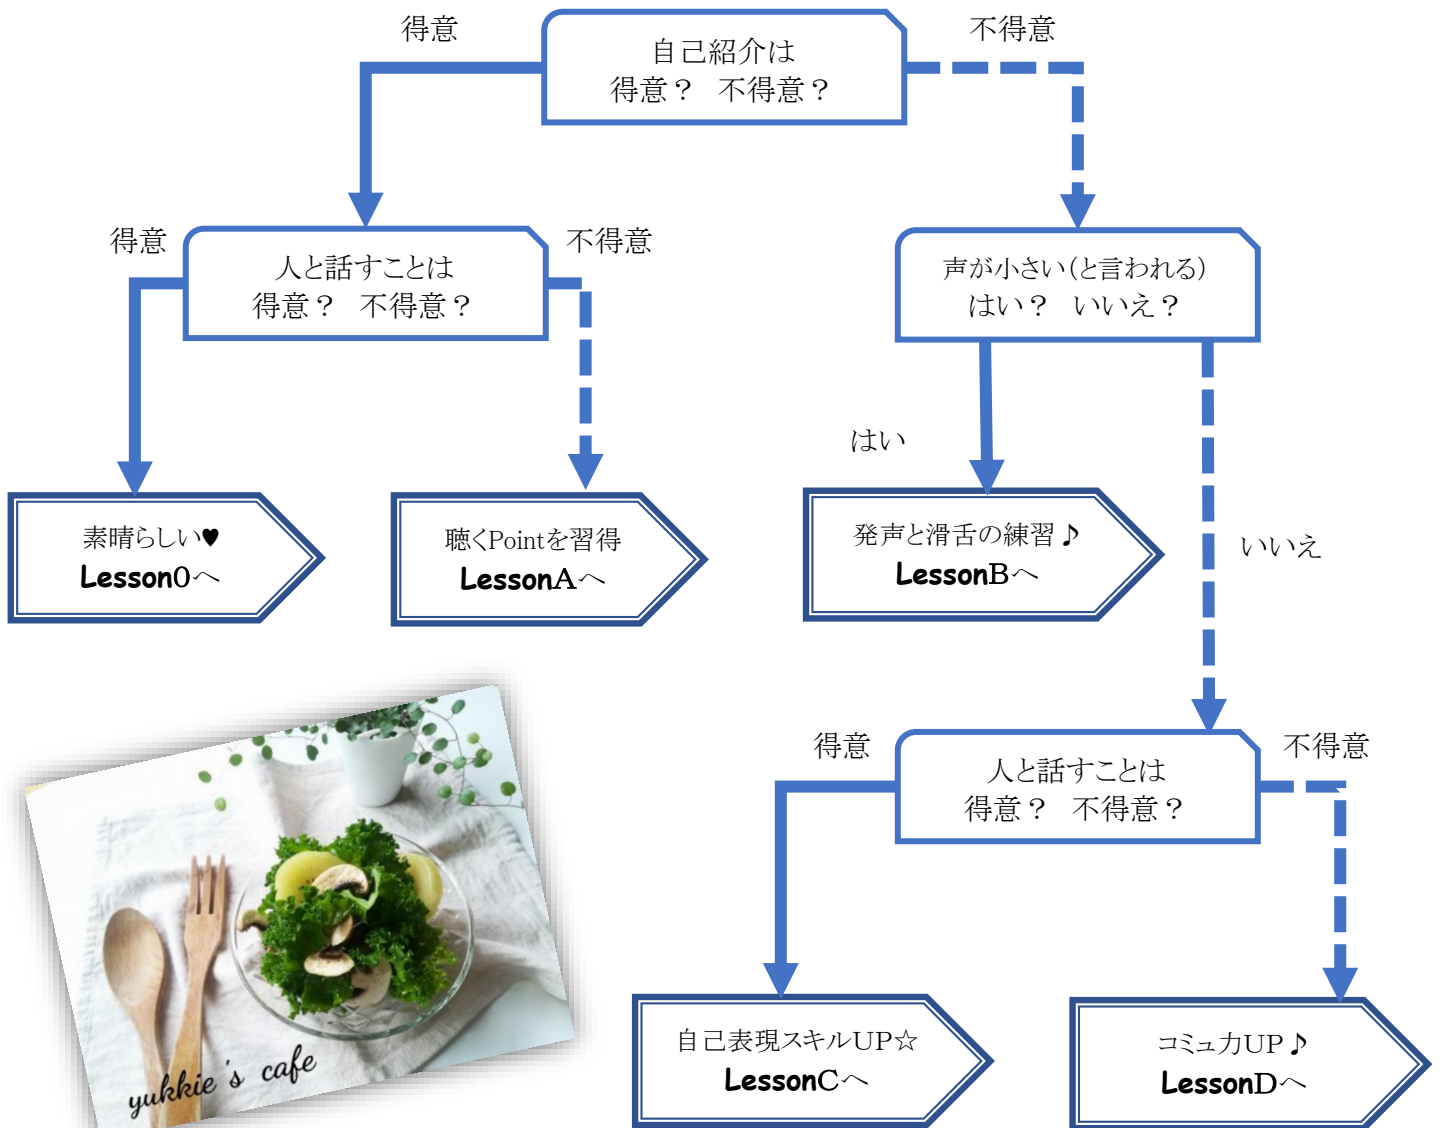 得意
不得意
自己紹介は
得意？　不得意？
得意
不得意
人と話すことは
得意？　不得意？
声が小さい（と言われる）
はい？　いいえ？
はい
いいえ
素晴らしい♥
Lesson0へ
聴くPointを習得
LessonAへ
発声と滑舌の練習♪
LessonBへ
得意
不得意
人と話すことは
得意？　不得意？
自己表現スキルUP☆
LessonCへ
コミュ力UP♪
LessonDへ
yukkie's cafe